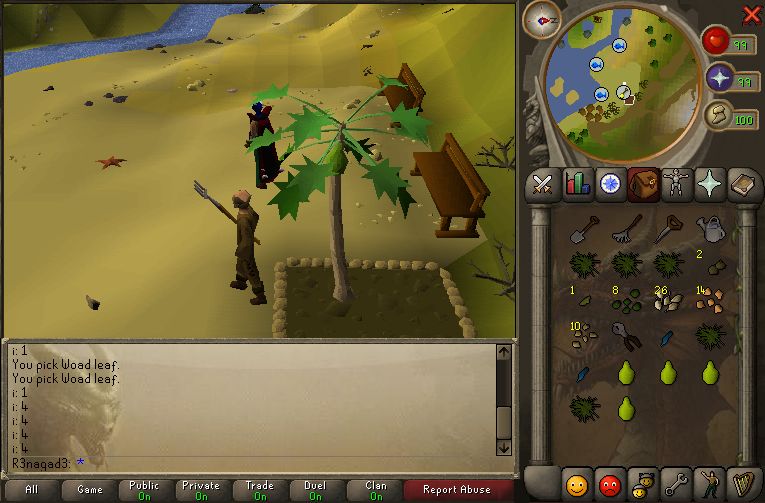 99
99
100
2
1
8
26
14
10
i: 1
You pick Woad leaf.
You pick Woad leaf.
i: 1
i: 4
i: 4
i: 4
i: 4
R3naqad3: *
All
Game
Public
On
Private
On
Trade
On
Duel
On
Clan
On
Report Abuse